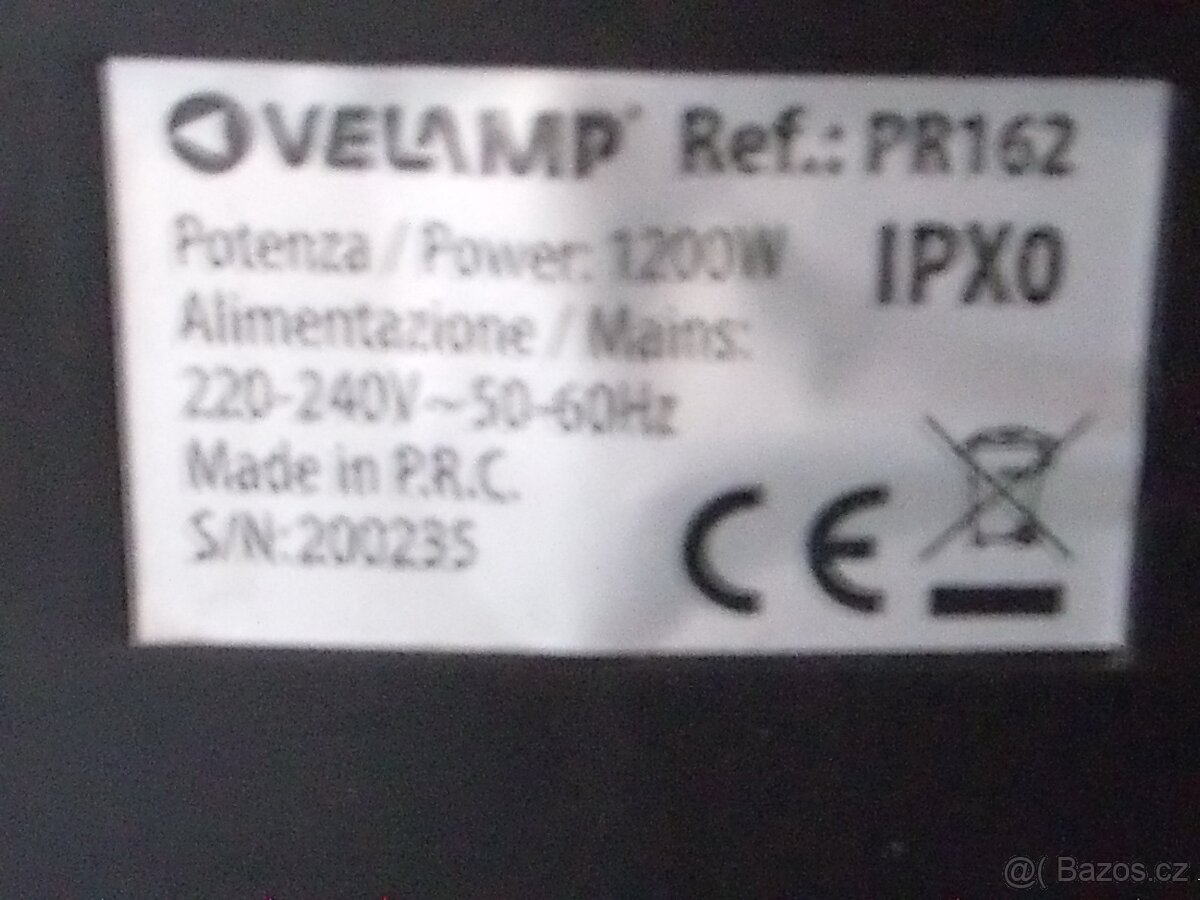 VELAMP Ref.: PR162
Potenza / Power: 1200W IPX0
Alimentazione / Mains:
220-240V~50-60Hz
Made in P.R.C.
S/N:200235
CE
@( Bazos.cz